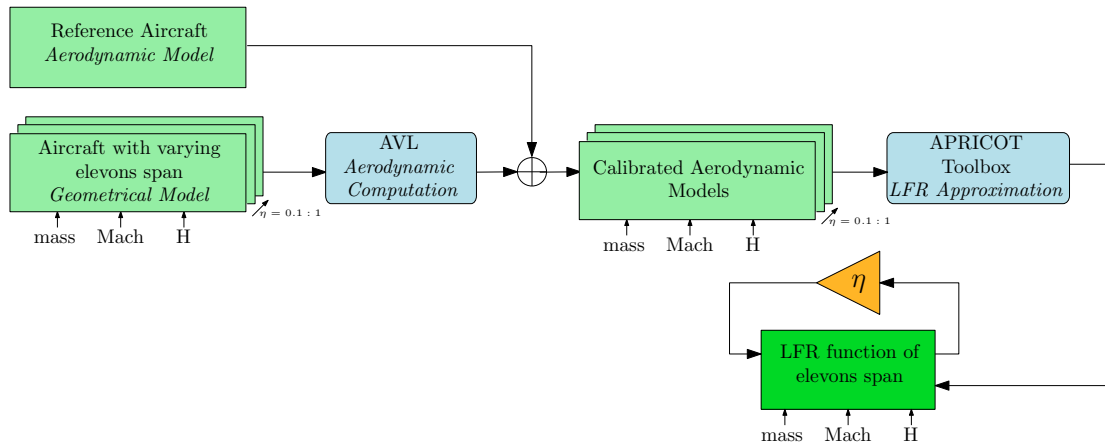 Reference Aircraft
Aerodynamic Model
Aircraft with varying
elevons span
Geometrical Model
η = 0.1 : 1
mass
Mach
H
AVL
Aerodynamic
Computation
Calibrated Aerodynamic
Models
η = 0.1 : 1
mass
Mach
H
APRICOT
Toolbox
LFR Approximation
η
LFR function of
elevons span
mass
Mach
H